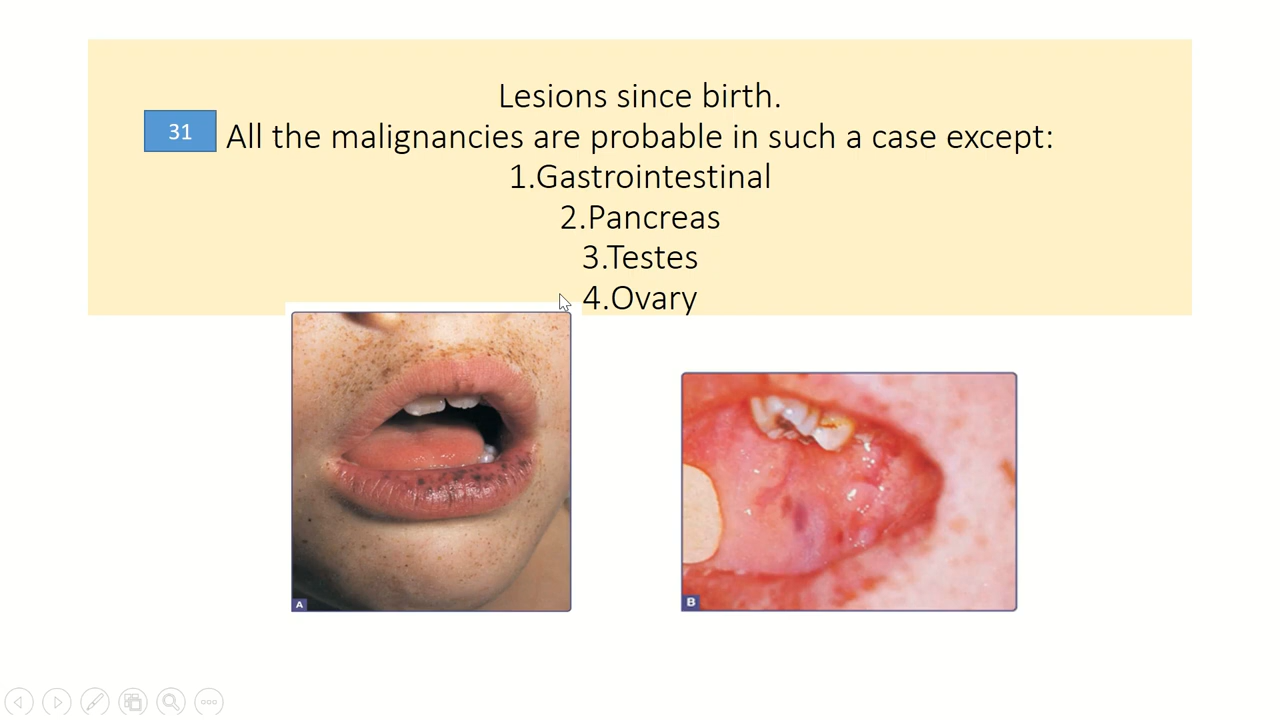 Lesions since birth.
31 All the malignancies are probable in such a case except:
1.Gastrointestinal
2.Pancreas
3.Testes
4.Ovary
A
B